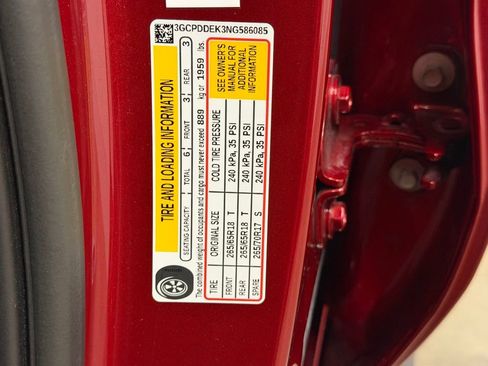 3GCPDDEK3NG586085
TIRE AND LOADING INFORMATION
SEATING CAPACITY TOTAL 6 FRONT 3 REAR 3
The combined weight of occupants and cargo must never exceed 889 kg or 1959 lbs.
TIRE ORIGINAL SIZE COLD TIRE PRESSURE
FRONT 265/65R18 T 240 kPa, 35 PSI
REAR 265/65R18 T 240 kPa, 35 PSI
SPARE 265/70R17 S 240 kPa, 35 PSI
SEE OWNER'S
MANUAL FOR
ADDITIONAL
INFORMATION